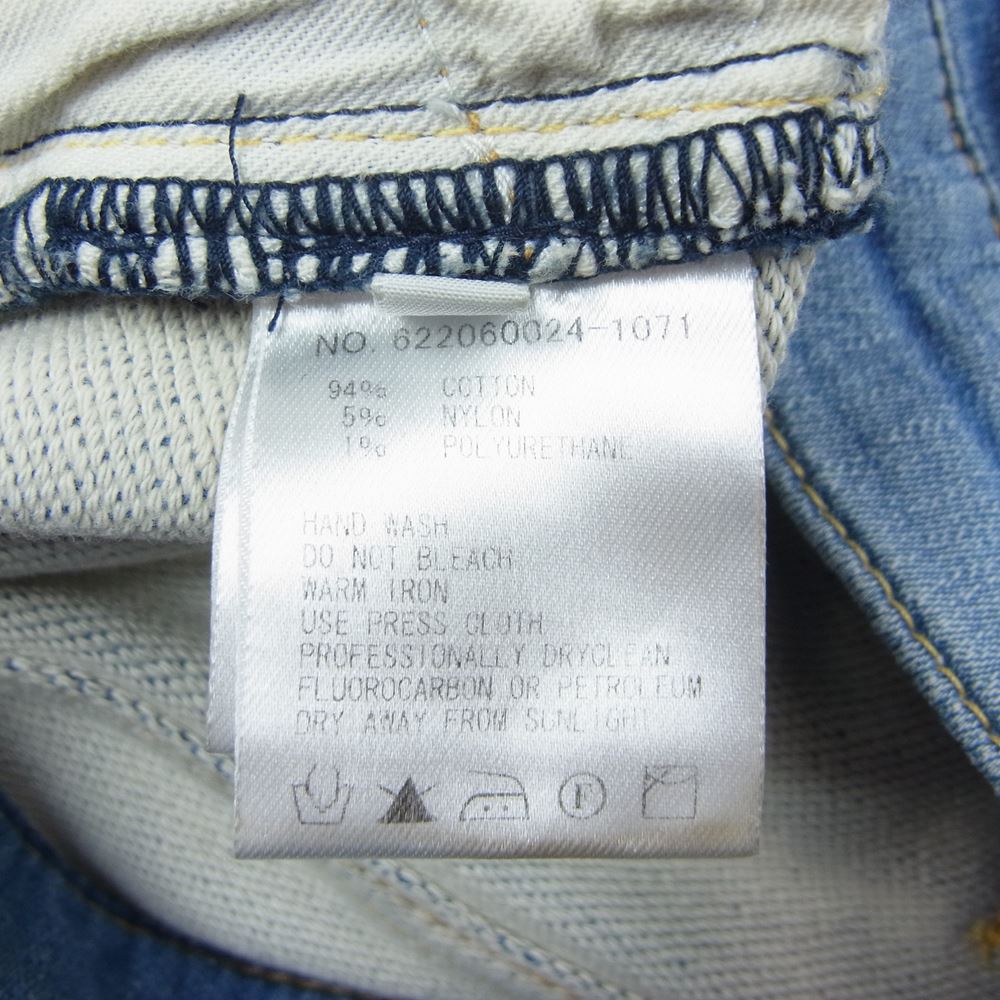 NO. 622060024-1071
94% COTTON
5% NYLON
1% POLYURETHANE
HAND WASH
DO NOT BLEACH
WARM IRON
USE PRESS CLOTH
PROFESSIONALLY DRYCLEAN
FLUOROCARBON OR PETROLEUM
DRY AWAY FROM SUNLIGHT
F